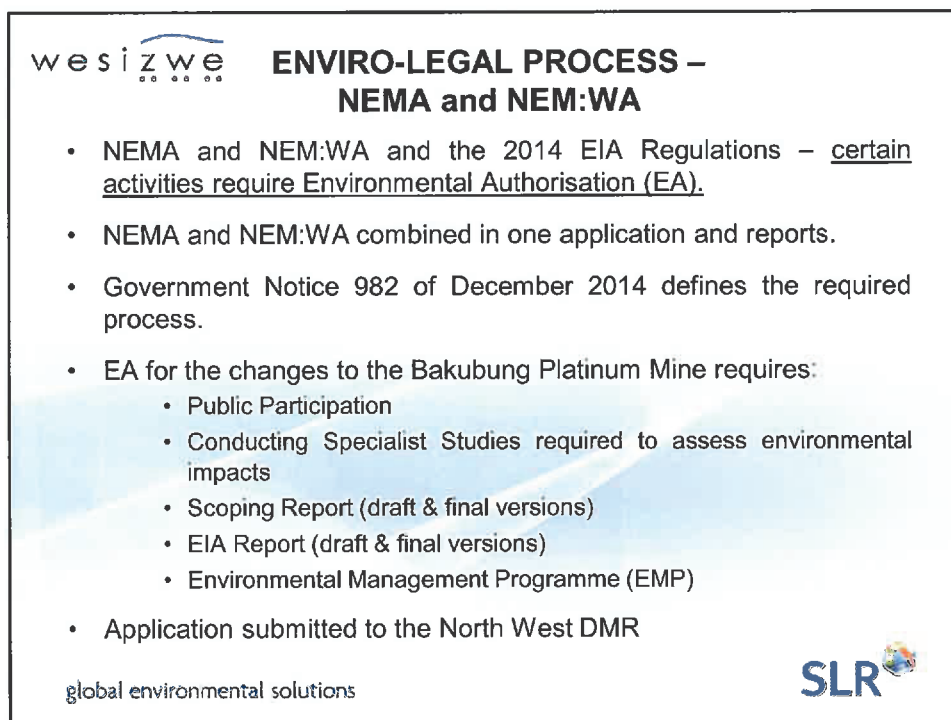 wesizwe
ENVIRO-LEGAL PROCESS –
NEMA and NEM:WA
• NEMA and NEM:WA and the 2014 EIA Regulations – certain
activities require Environmental Authorisation (EA).
• NEMA and NEM:WA combined in one application and reports.
• Government Notice 982 of December 2014 defines the required
process.
• EA for the changes to the Bakubung Platinum Mine requires:
• Public Participation
• Conducting Specialist Studies required to assess environmental
impacts
• Scoping Report (draft & final versions)
• EIA Report (draft & final versions)
• Environmental Management Programme (EMP)
• Application submitted to the North West DMR
global environmental solutions
SLR